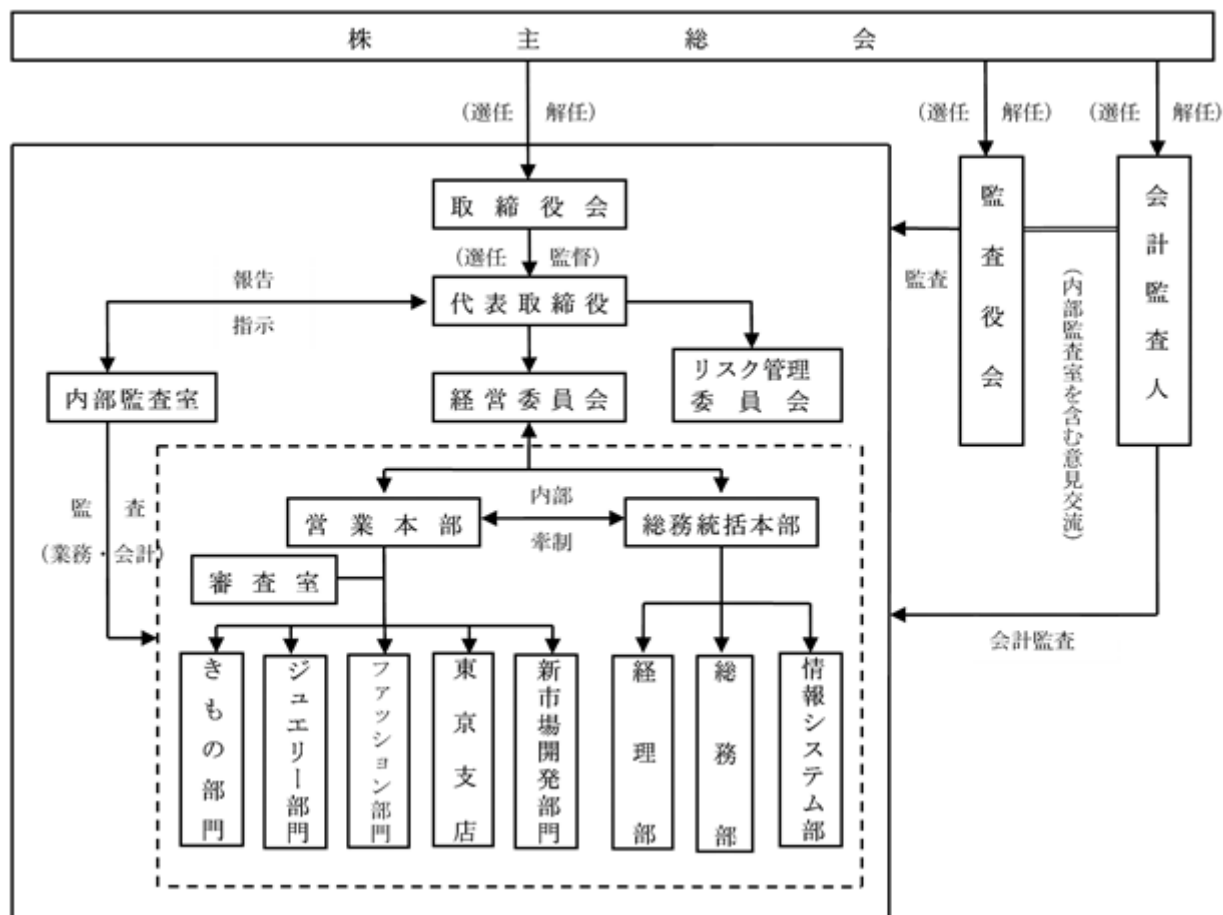 株主総会
(選任 解任)
(選任 解任)
(選任 解任)
取締役会
(選任 監督)
報告
指示
代表取締役
監査役会
会計監査人
監査
(内部監査室を含む意見交流)
内部監査室
経営委員会
リスク管理
委員会
監査
(業務・会計)
営業本部
内部
牽制
総務統括本部
審査室
会計監査
きもの部門
ジュエリー部門
ファッション部門
東京支店
新市場開発部門
経理部
総務部
情報システム部